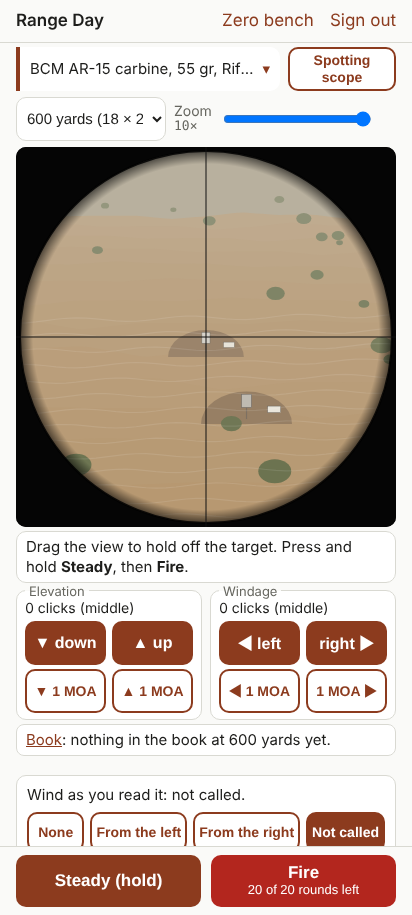 Range Day
Zero bench
Sign out
BCM AR-15 carbine, 55 gr, Rif... ▼
Spotting
scope
600 yards (18 × 2
Zoom
10×
Drag the view to hold off the target. Press and
hold Steady, then Fire.
Elevation
0 clicks (middle)
▼ down
▲ up
▼ 1 MOA
▲ 1 MOA
Windage
0 clicks (middle)
◀ left
right ▶
◀ 1 MOA
1 MOA ▶
Book: nothing in the book at 600 yards yet.
Wind as you read it: not called.
None
From the left
From the right
Not called
Steady (hold)
Fire
20 of 20 rounds left